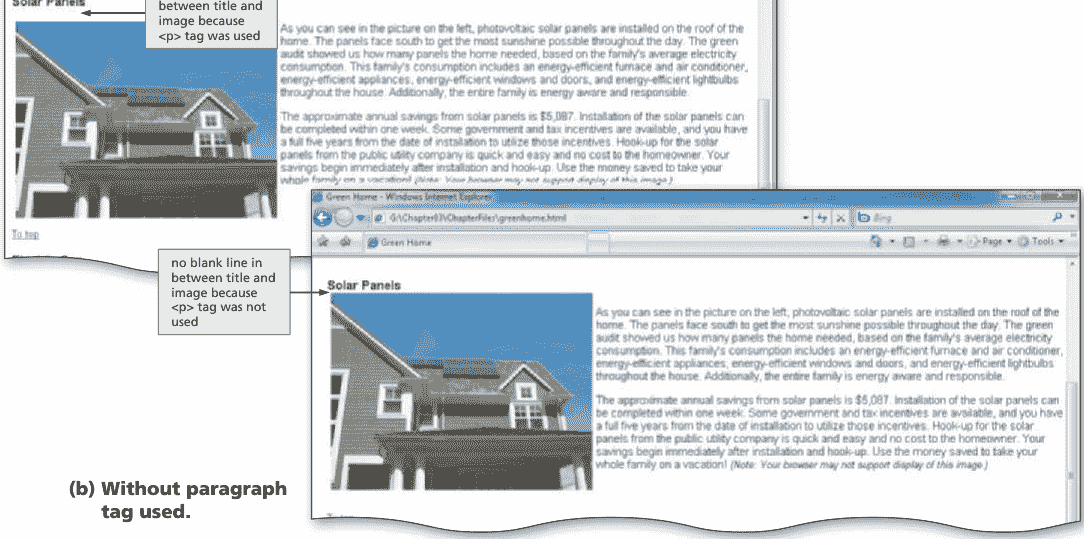 Solar Panels
between title and
image because
<p> tag was used
As you can see in the picture on the left, photovoltaic solar panels are installed on the roof of the
home. The panels face south to get the most sunshine possible throughout the day. The green
audit showed us how many panels the home needed, based on the family's average electricity
consumption. This family's consumption includes an energy-efficient furnace and air conditioner,
energy-efficient appliances, energy-efficient windows and doors, and energy-efficient lightbulbs
throughout the house. Additionally, the entire family is energy aware and responsible.
The approximate annual savings from solar panels is $5,087. Installation of the solar panels can
be completed within one week. Some government and tax incentives are available, and you have
a full five years from the date of installation to utilize those incentives. Hook-up for the solar
panels from the public utility company is quick and easy and no cost to the homeowner. Your
savings begin immediately after installation and hook-up. Use the money saved to take your
whole family on a vacation! (Note: Your browser may not support display of this image.)
To top
Green Home - Windows Internet Explorer
G:\Chapter03\ChapterFiles\greenhome.html
Bing
Green Home
Page
Tools
no blank line in
between title and
image because
<p> tag was not
used
Solar Panels
As you can see in the picture on the left, photovoltaic solar panels are installed on the roof of the
home. The panels face south to get the most sunshine possible throughout the day. The green
audit showed us how many panels the home needed, based on the family's average electricity
consumption. This family's consumption includes an energy-efficient furnace and air conditioner,
energy-efficient appliances, energy-efficient windows and doors, and energy-efficient lightbulbs
throughout the house. Additionally, the entire family is energy aware and responsible.
The approximate annual savings from solar panels is $5,087. Installation of the solar panels can
be completed within one week. Some government and tax incentives are available, and you have
a full five years from the date of installation to utilize those incentives. Hook-up for the solar
panels from the public utility company is quick and easy and no cost to the homeowner. Your
savings begin immediately after installation and hook-up. Use the money saved to take your
whole family on a vacation! (Note: Your browser may not support display of this image.)
(b) Without paragraph
tag used.